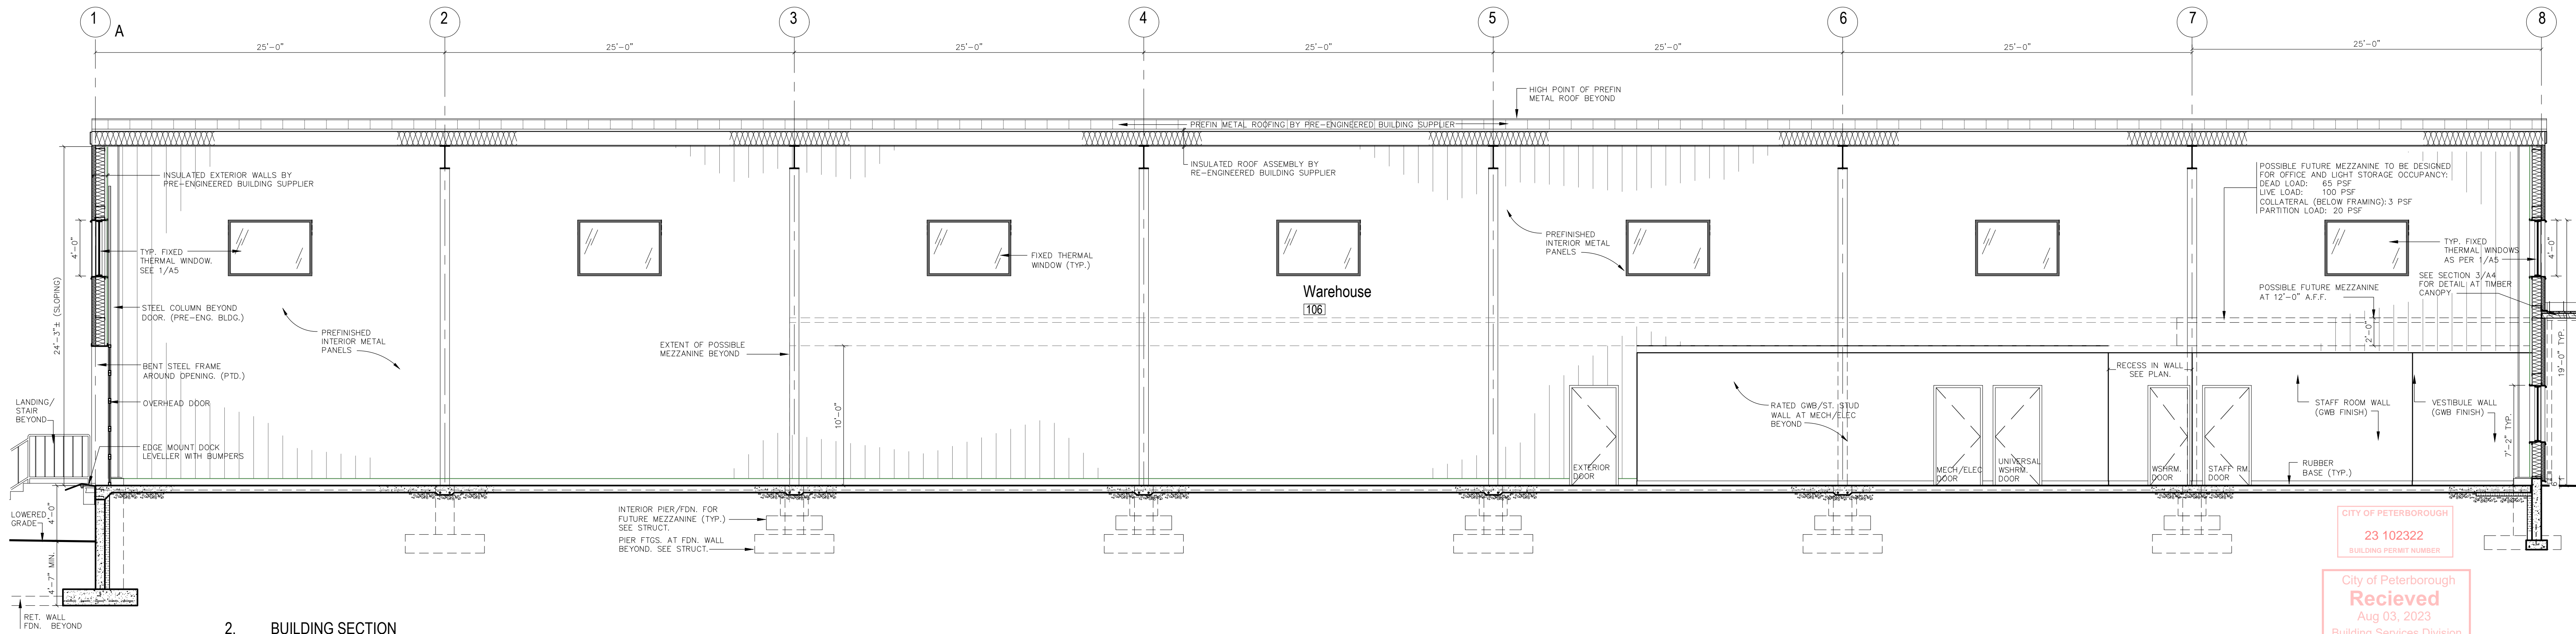 1
2
3
4
5
6
7
8
A
25'-0"
25'-0"
25'-0"
25'-0"
25'-0"
25'-0"
25'-0"
HIGH POINT OF PREFIN
METAL ROOF BEYOND
PREFIN METAL ROOFING BY PRE-ENGINEERED BUILDING SUPPLIER
INSULATED EXTERIOR WALLS BY
PRE-ENGINEERED BUILDING SUPPLIER
INSULATED ROOF ASSEMBLY BY
RE-ENGINEERED BUILDING SUPPLIER
POSSIBLE FUTURE MEZZANINE TO BE DESIGNED
FOR OFFICE AND LIGHT STORAGE OCCUPANCY:
DEAD LOAD: 65 PSF
LIVE LOAD: 100 PSF
COLLATERAL (BELOW FRAMING): 3 PSF
PARTITION LOAD: 20 PSF
4'-0"
TYP. FIXED
THERMAL WINDOW.
SEE 1/A5
FIXED THERMAL
WINDOW (TYP.)
PREFINISHED
INTERIOR METAL
PANELS
TYP. FIXED
THERMAL WINDOWS
AS PER 1/A5
4'-0"
SEE SECTION 3/A4
FOR DETAIL AT TIMBER
CANOPY
POSSIBLE FUTURE MEZZANINE
AT 12'-0" A.F.F.
Warehouse
106
24'-3"± (SLOPING)
STEEL COLUMN BEYOND
DOOR. (PRE-ENG. BLDG.)
PREFINISHED
INTERIOR METAL
PANELS
EXTENT OF POSSIBLE
MEZZANINE BEYOND
2'-0"
19'-0" TYP.
BENT STEEL FRAME
AROUND OPENING. (PTD.)
RECESS IN WALL
SEE PLAN.
LANDING/
STAIR
BEYOND
OVERHEAD DOOR
10'-0"
RATED GWB/ST. STUD
WALL AT MECH/ELEC
BEYOND
STAFF ROOM WALL
(GWB FINISH)
VESTIBULE WALL
(GWB FINISH)
7'-2" TYP.
EDGE MOUNT DOCK
LEVELLER WITH BUMPERS
EXTERIOR
DOOR
MECH/ELEC
DOOR
UNIVERSAL
WSHRM.
DOOR
WSHRM.
DOOR
STAFF RM.
DOOR
RUBBER
BASE (TYP.)
6"
LOWERED
GRADE
4'-0"
4'-7" MIN.
INTERIOR PIER/FDN. FOR
FUTURE MEZZANINE (TYP.)
SEE STRUCT.
PIER FTGS. AT FDN. WALL
BEYOND. SEE STRUCT.
CITY OF PETERBOROUGH
23 102322
BUILDING PERMIT NUMBER
City of Peterborough
Recieved
Aug 03, 2023
Building Services Division
RET. WALL
FDN. BEYOND
2. BUILDING SECTION